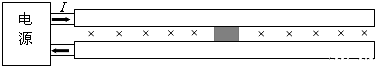 I
电
源
× × × × × × × × × ×